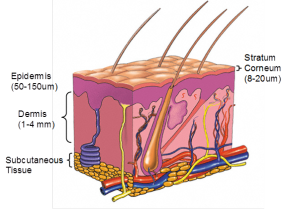 Epidermis
(50-150um)
Dermis
(1-4 mm)
Subcutaneous
Tissue
Stratum
Corneum
(8-20um)